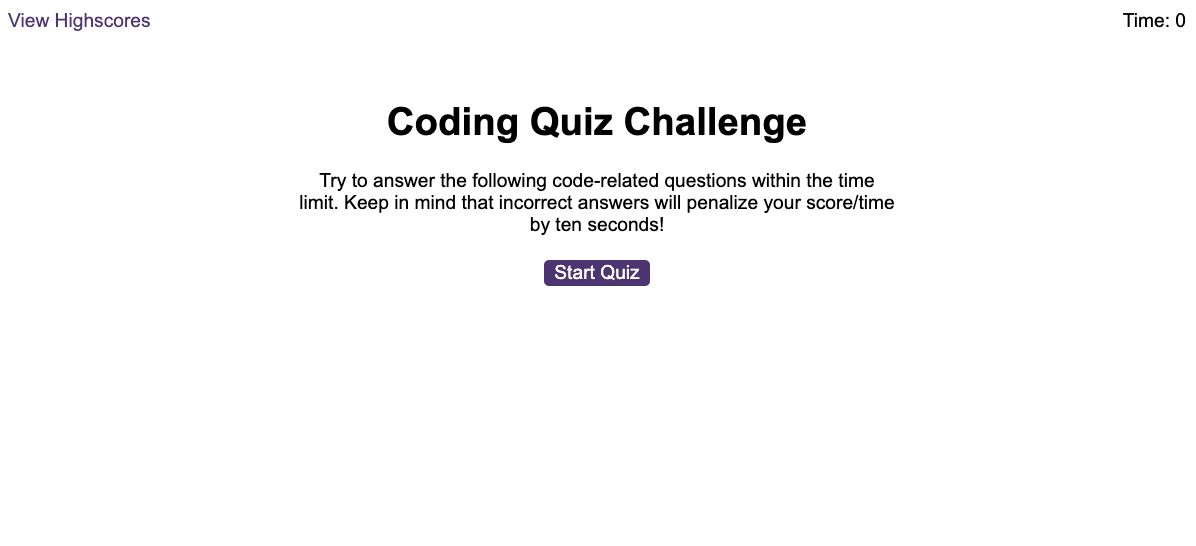 View Highscores
Time: 0
Coding Quiz Challenge
Try to answer the following code-related questions within the time
limit. Keep in mind that incorrect answers will penalize your score/time
by ten seconds!
Start Quiz